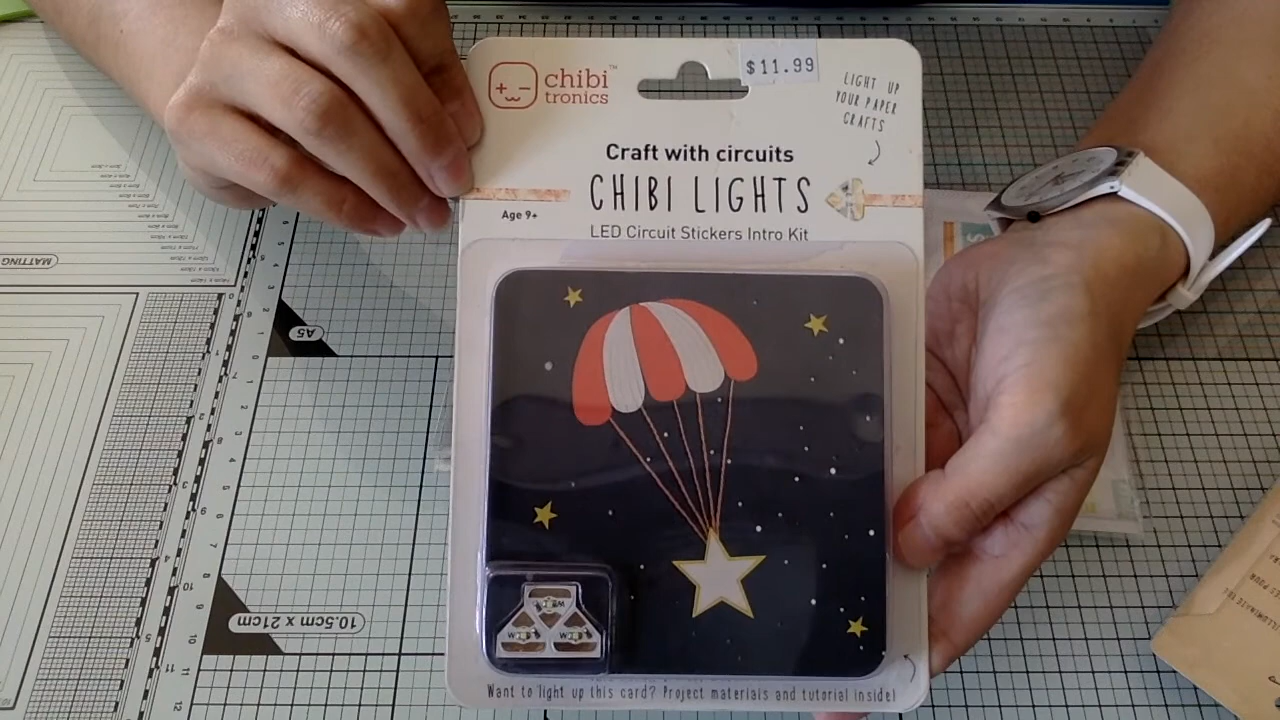 chibi™
tronics
$11.99
LIGHT UP
YOUR PAPER
CRAFTS
Craft with circuits
CHIBI LIGHTS
Age 9+
LED Circuit Stickers Intro Kit
Want to light up this card? Project materials and tutorial inside!
MATTING
A5
10.5cm x 21cm